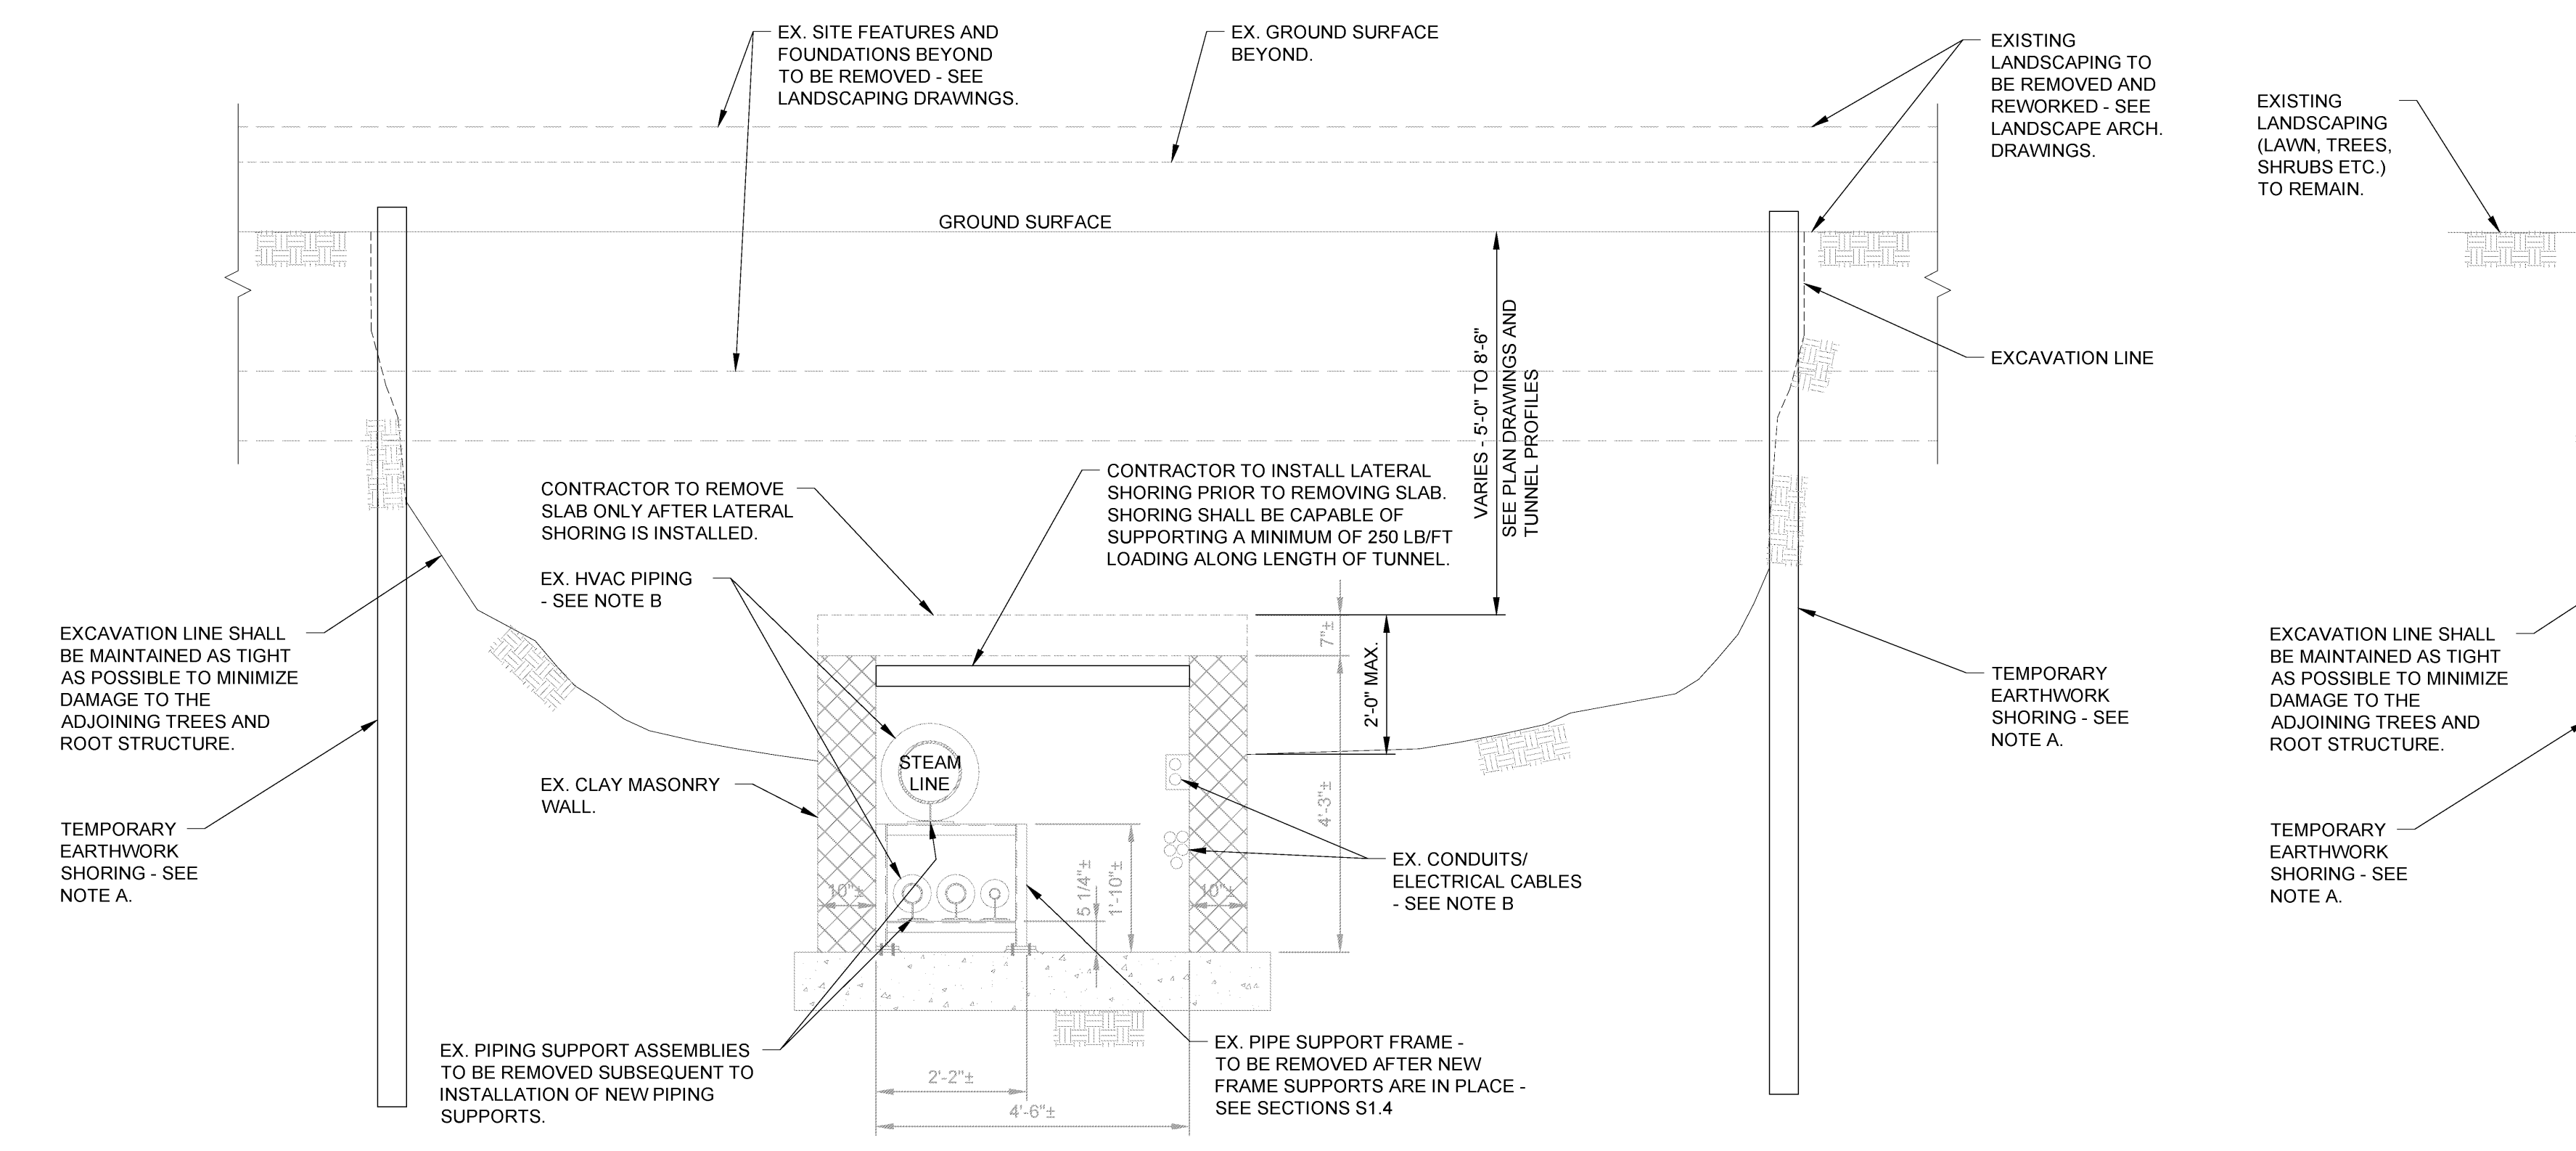 EX. SITE FEATURES AND
FOUNDATIONS BEYOND
TO BE REMOVED - SEE
LANDSCAPING DRAWINGS.
EX. GROUND SURFACE
BEYOND.
EXISTING
LANDSCAPING TO
BE REMOVED AND
REWORKED - SEE
LANDSCAPE ARCH.
DRAWINGS.
EXISTING
LANDSCAPING
(LAWN, TREES,
SHRUBS ETC.)
TO REMAIN.
GROUND SURFACE
VARIES - 5'-0" TO 8'-6"
SEE PLAN DRAWINGS AND
TUNNEL PROFILES
EXCAVATION LINE
CONTRACTOR TO REMOVE
SLAB ONLY AFTER LATERAL
SHORING IS INSTALLED.
CONTRACTOR TO INSTALL LATERAL
SHORING PRIOR TO REMOVING SLAB.
SHORING SHALL BE CAPABLE OF
SUPPORTING A MINIMUM OF 250 LB/FT
LOADING ALONG LENGTH OF TUNNEL.
EX. HVAC PIPING
- SEE NOTE B
EXCAVATION LINE SHALL
BE MAINTAINED AS TIGHT
AS POSSIBLE TO MINIMIZE
DAMAGE TO THE
ADJOINING TREES AND
ROOT STRUCTURE.
7"±
2'-0" MAX.
4'-3"±
STEAM
LINE
EX. CLAY MASONRY
WALL.
TEMPORARY
EARTHWORK
SHORING - SEE
NOTE A.
TEMPORARY
EARTHWORK
SHORING - SEE
NOTE A.
EXCAVATION LINE SHALL
BE MAINTAINED AS TIGHT
AS POSSIBLE TO MINIMIZE
DAMAGE TO THE
ADJOINING TREES AND
ROOT STRUCTURE.
TEMPORARY
EARTHWORK
SHORING - SEE
NOTE A.
10"±
5 1/4"±
1'-10"±
10"±
EX. CONDUITS/
ELECTRICAL CABLES
- SEE NOTE B
EX. PIPING SUPPORT ASSEMBLIES
TO BE REMOVED SUBSEQUENT TO
INSTALLATION OF NEW PIPING
SUPPORTS.
2'-2"±
4'-6"±
EX. PIPE SUPPORT FRAME -
TO BE REMOVED AFTER NEW
FRAME SUPPORTS ARE IN PLACE -
SEE SECTIONS S1.4